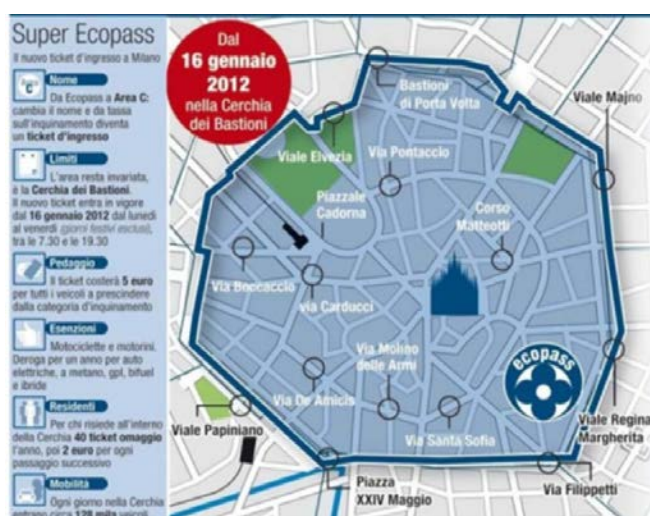 Super Ecopass
Il nuovo ticket d'ingresso a Milano
Nome
Da Ecopass a Area C:
cambia il nome e da tassa
sull'inquinamento diventa
un ticket d'ingresso
Limiti
L'area resta invariata,
è la Cerchia dei Bastioni.
Il nuovo ticket entra in vigore
dal 16 gennaio 2012 dal lunedì
al venerdì (giorni festivi esclusi),
tra le 7.30 e le 19.30
Pedaggio
Il ticket costerà 5 euro
per tutti i veicoli a prescindere
dalla categoria d'inquinamento
Esenzioni
Motociclette e motorini.
Deroga per un anno per auto
elettriche, a metano, gpl, bifuel
e ibride
Residenti
Per chi risiede all'interno
della Cerchia 40 ticket omaggio
l'anno, poi 2 euro per ogni
passaggio successivo
Mobilità
Ogni giorno nella Cerchia
entrano circa 128 mila veicoli
Dal
16 gennaio
2012
nella Cerchia
dei Bastioni
Bastioni
di Porta Volta
Viale Majno
Viale Elvezia
Via Pontaccio
Piazzale
Cadorna
Corso
Matteotti
Via Boccaccio
via Carducci
Via Molino
delle Armi
ecopass
Via De Amicis
Viale Papiniano
Via Santa Sofia
Viale Regina
Margherita
Piazza
XXIV Maggio
Via Filippetti